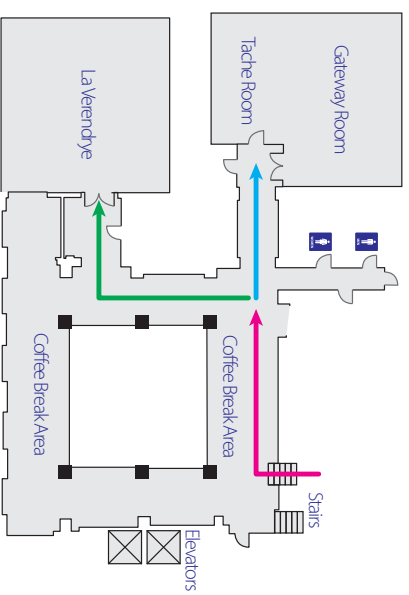 Gateway Room
Stairs
Tache Room
Coffee Break Area
Elevators
La Verendrye
Coffee Break Area